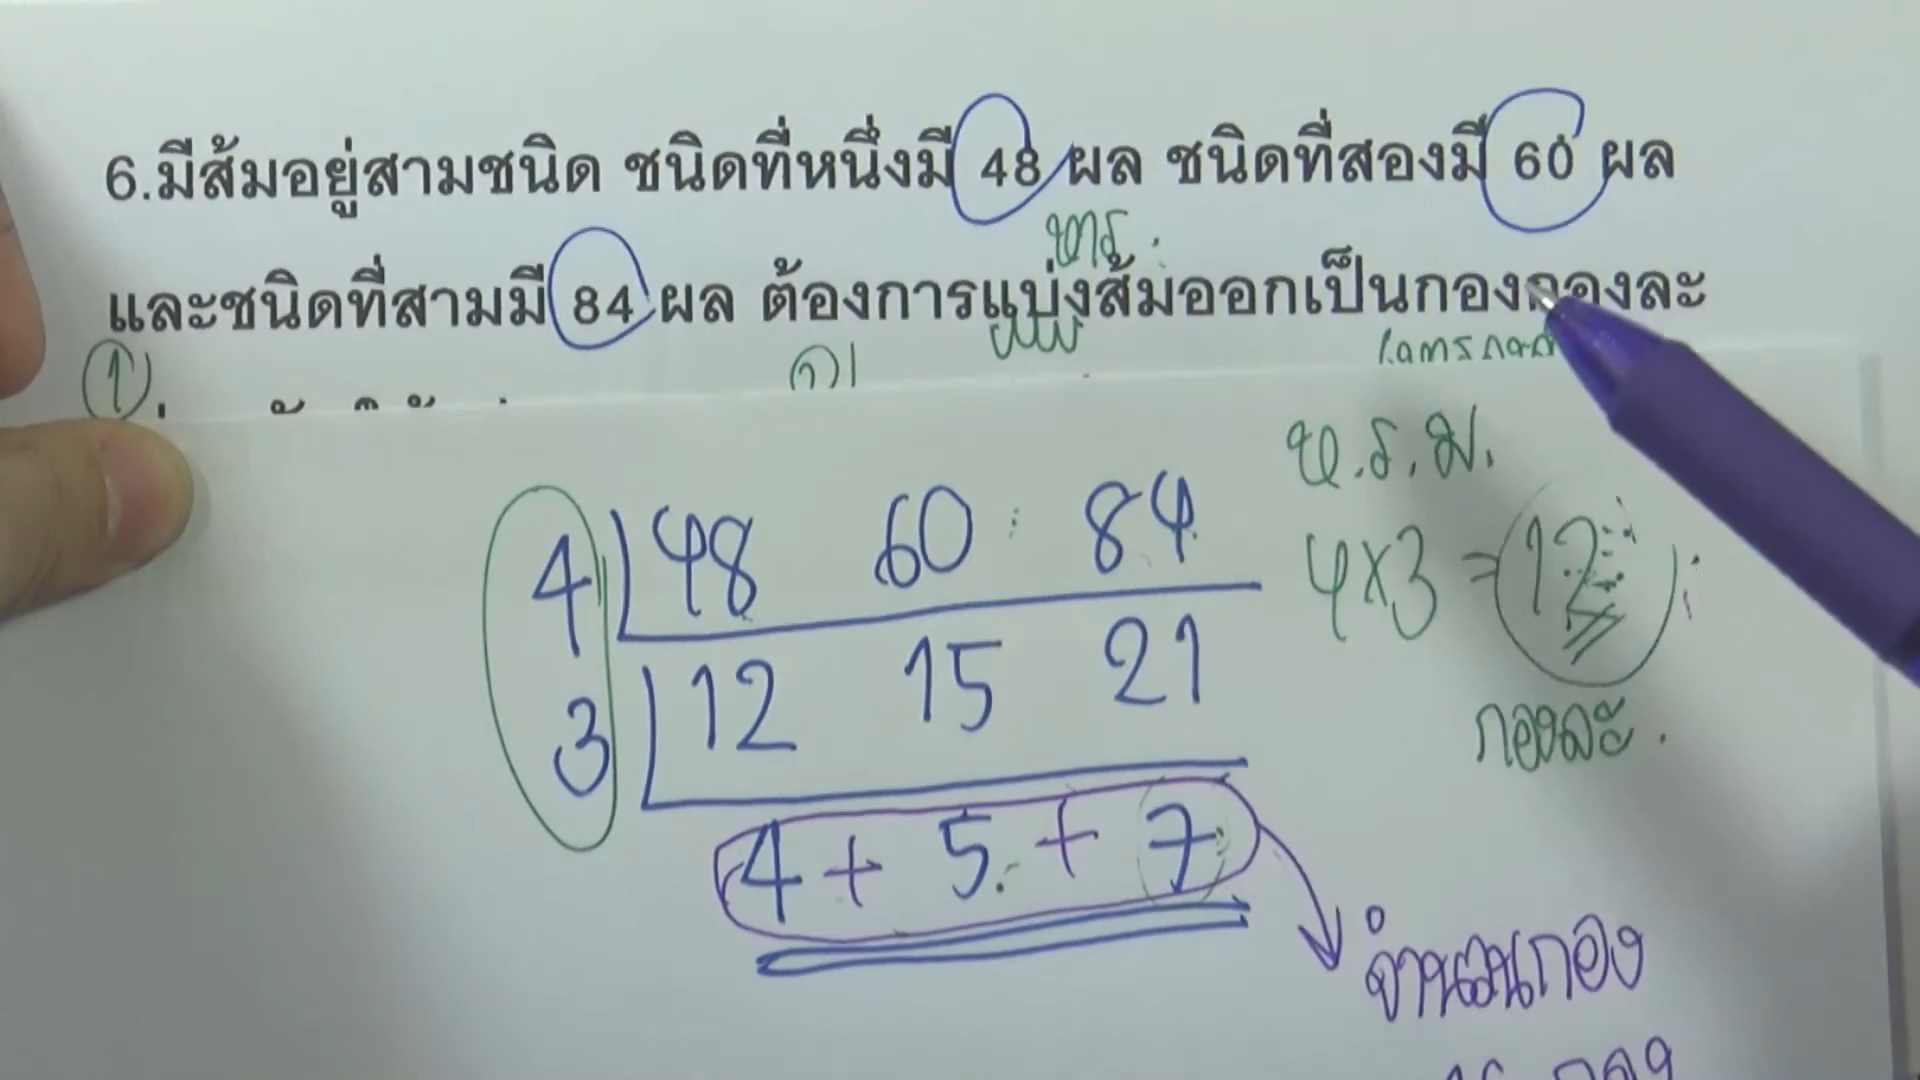 6.มีส้มอยู่สามชนิด ชนิดที่หนึ่งมี 48 ผล ชนิดที่สองมี 60 ผล
หาร
และชนิดที่สามมี 84 ผล ต้องการแบ่งส้มออกเป็นกองกองละ
1
ห.ร.ม.
4 48 60 84
4x3 = 12
3 12 15 21
กองละ
4 + 5 + 7
จำนวนกอง